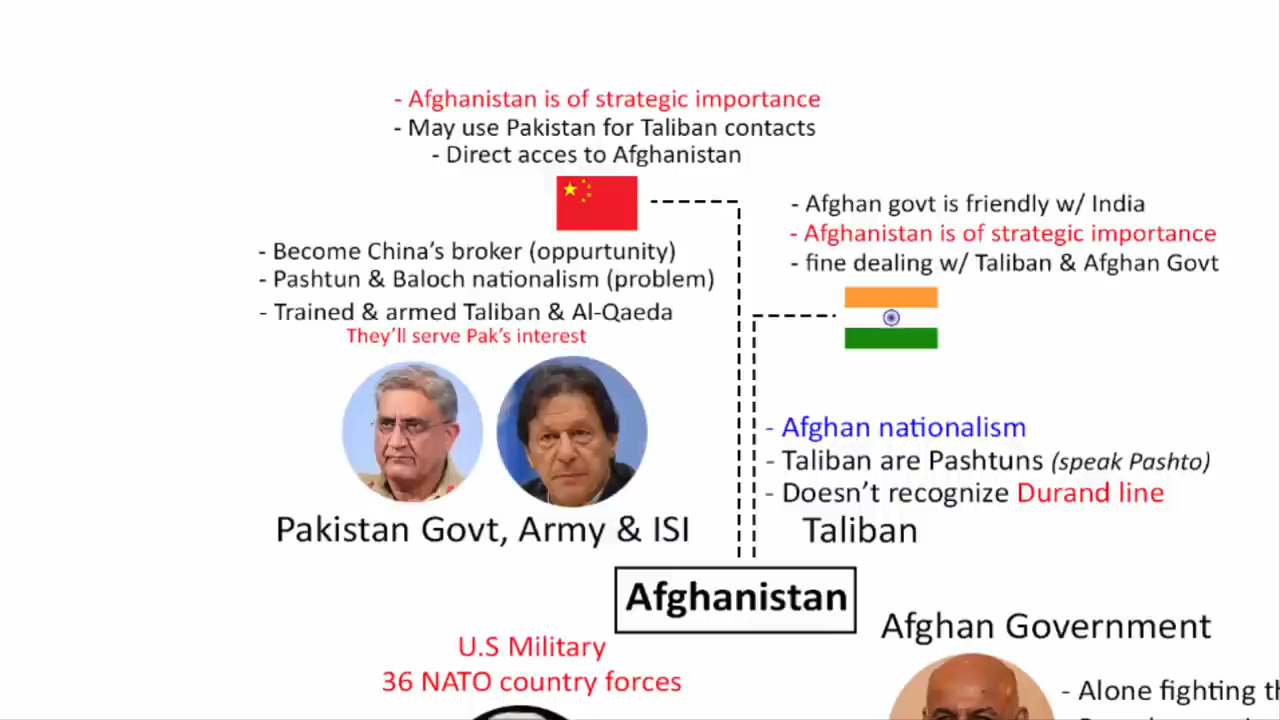 - Afghanistan is of strategic importance
- May use Pakistan for Taliban contacts
- Direct acces to Afghanistan
- Afghan govt is friendly w/ India
- Afghanistan is of strategic importance
- fine dealing w/ Taliban & Afghan Govt
- Become China's broker (oppurtunity)
- Pashtun & Baloch nationalism (problem)
- Trained & armed Taliban & Al-Qaeda
They'll serve Pak's interest
Pakistan Govt, Army & ISI
- Afghan nationalism
- Taliban are Pashtuns (speak Pashto)
- Doesn't recognize Durand line
Taliban
Afghanistan
U.S Military
36 NATO country forces
Afghan Government
- Alone fighting th